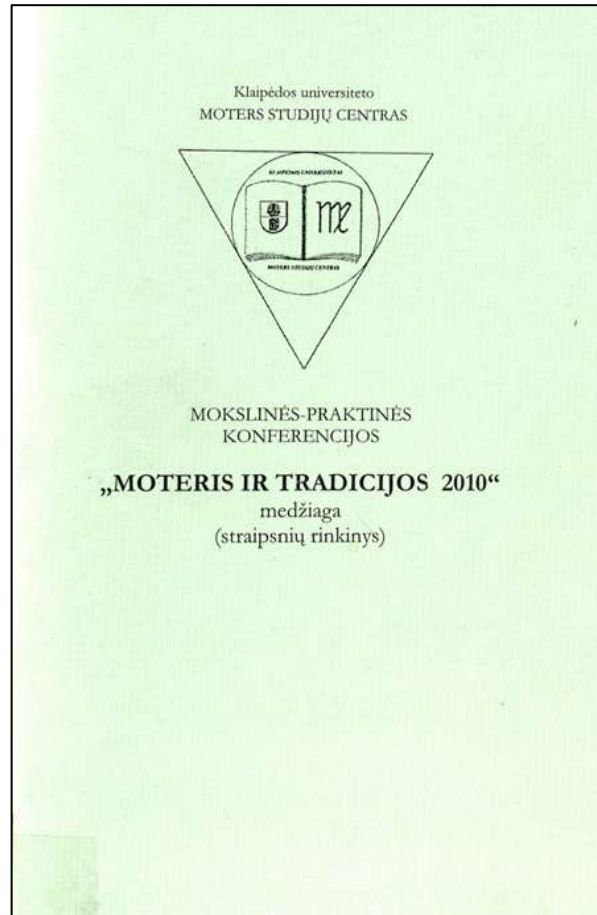 Klaipėdos universiteto
MOTERS STUDIJŲ CENTRAS
KLAIPĖDOS UNIVERSITETAS
MOTERS STUDIJŲ CENTRAS
MOKSLINĖS-PRAKTINĖS
KONFERENCIJOS
„MOTERIS IR TRADICIJOS 2010“
medžiaga
(straipsnių rinkinys)